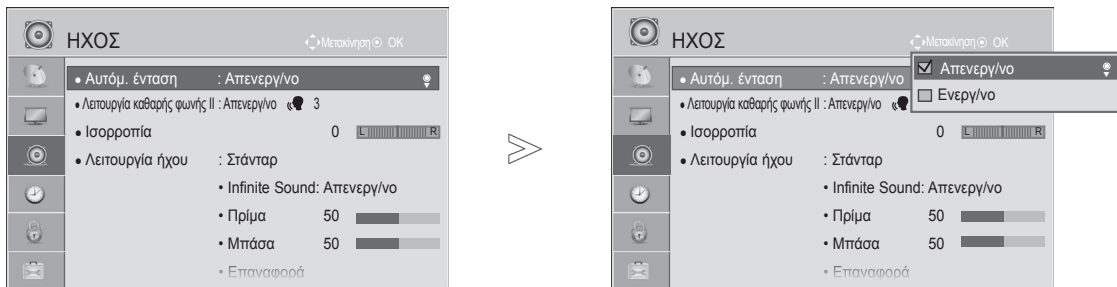 ΗΧΟΣ
Μετακίνηση OK
• Αυτόμ. ένταση : Απενεργ/νο
• Λειτουργία καθαρής φωνής II : Απενεργ/νο 3
• Ισορροπία 0 L R
• Λειτουργία ήχου : Στάνταρ
• Infinite Sound: Απενεργ/νο
• Πρίμα 50
• Μπάσα 50
• Επαναφορά
ΗΧΟΣ
Μετακίνηση OK
• Αυτόμ. ένταση : Απενεργ/νο
Απενεργ/νο
Ενεργ/νο
• Λειτουργία καθαρής φωνής II : Απενεργ/νο
• Ισορροπία 0 L R
• Λειτουργία ήχου : Στάνταρ
• Infinite Sound: Απενεργ/νο
• Πρίμα 50
• Μπάσα 50
• Επαναφορά